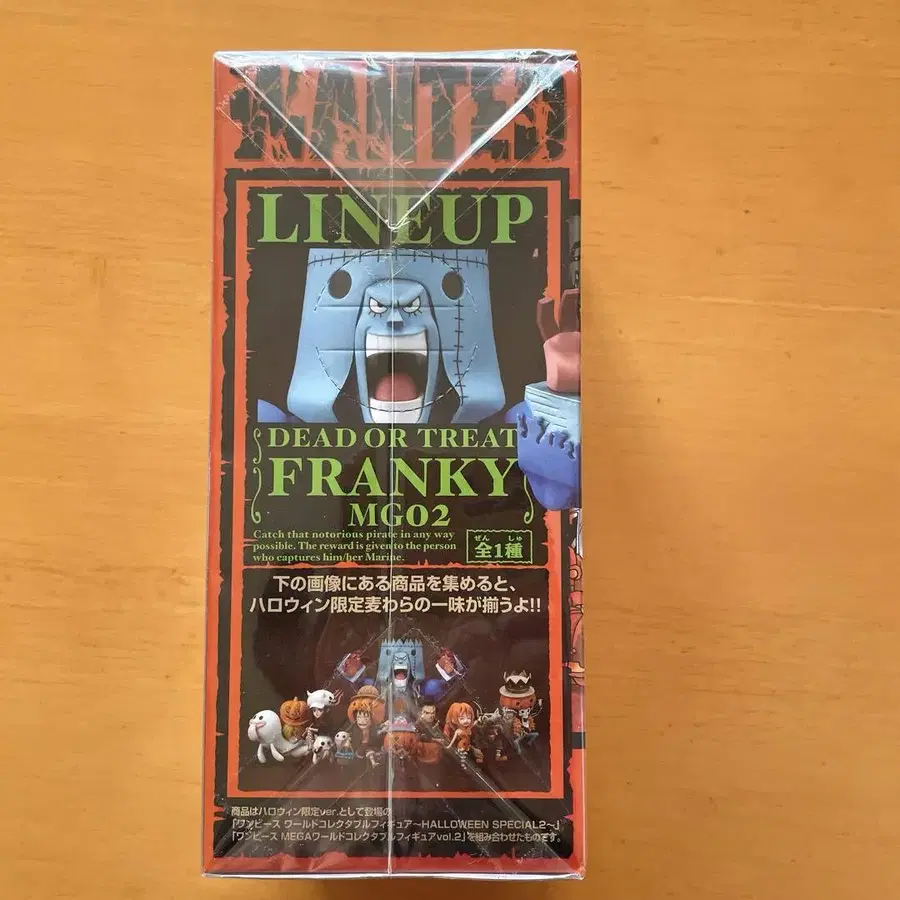 WANTED
LINEUP
DEAD OR TREAT
FRANKY
MG02
Catch that notorious pirate in any way
possible. The reward is given to the person
who captures him/her Marine.
ぜん しゅ
全1種
下の画像にある商品を集めると、
ハロウィン限定麦わらの一味が揃うよ!!
商品はハロウィン限定ver.として登場の
「ワンピース ワールドコレクタブルフィギュア～HALLOWEEN SPECIAL2～」
「ワンピース MEGAワールドコレクタブルフィギュアvol.2」を組み合わせたものです。